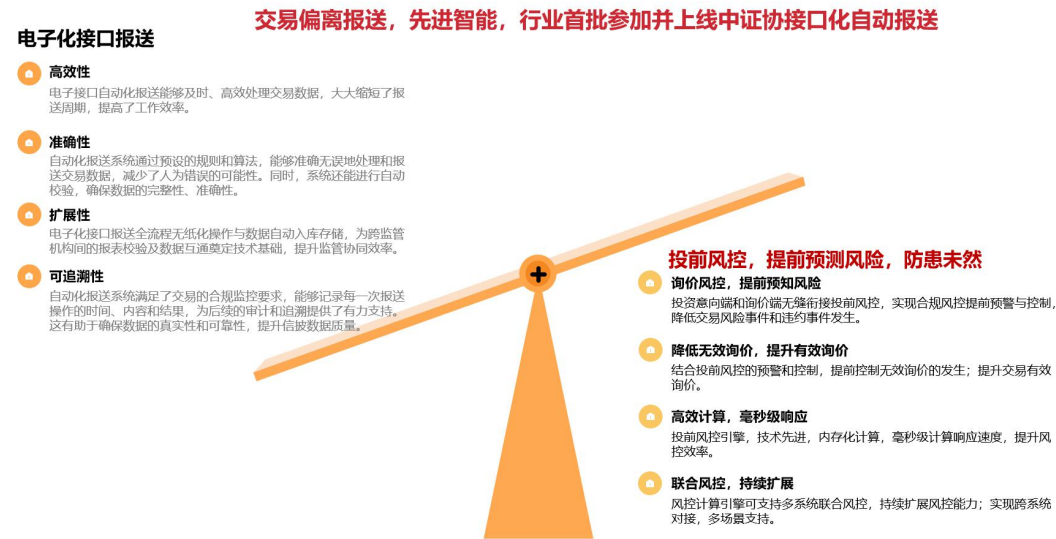 交易偏离报送，先进智能，行业首批参加并上线中证协接口化自动报送
电子化接口报送
高效性
电子接口自动化报送能够及时、高效处理交易数据，大大缩短了报
送周期，提高了工作效率。
准确性
自动化报送系统通过预设的规则和算法，能够准确无误地处理和报
送交易数据，减少了人为错误的可能性。同时，系统还能进行自动
校验，确保数据的完整性、准确性。
扩展性
电子化接口报送全流程无纸化操作与数据自动入库存储，为跨监管
机构间的报表校验及数据互通奠定技术基础，提升监管协同效率。
可追溯性
自动化报送系统满足了交易的合规监控要求，能够记录每一次报送
操作的时间、内容和结果，为后续的审计和追溯提供了有力支持。
这有助于确保数据的真实性和可靠性，提升信披数据质量。
投前风控，提前预测风险，防患未然
询价风控，提前预知风险
投资意向端和询价端无缝衔接投前风控，实现合规风控提前预警与控制，
降低交易风险事件和违约事件发生。
降低无效询价，提升有效询价
结合投前风控的预警和控制，提前控制无效询价的发生；提升交易有效
询价。
高效计算，毫秒级响应
投前风控引擎，技术先进，内存化计算，毫秒级计算响应速度，提升风
控效率。
联合风控，持续扩展
风控计算引擎可支持多系统联合风控，持续扩展风控能力；实现跨系统
对接，多场景支持。